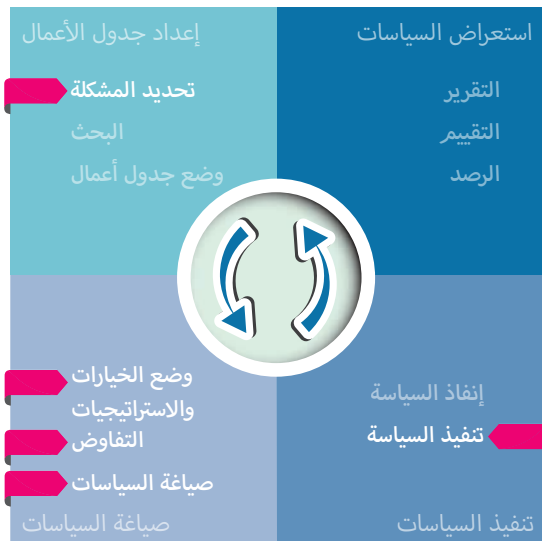 استعراض السياسات
التقرير
التقييم
الرصد
إعداد جدول الأعمال
تحديد المشكلة
البحث
وضع جدول أعمال
إنفاذ السياسة
تنفيذ السياسة
تنفيذ السياسات
وضع الخيارات
والاستراتيجيات
التفاوض
صياغة السياسات
صياغة السياسات